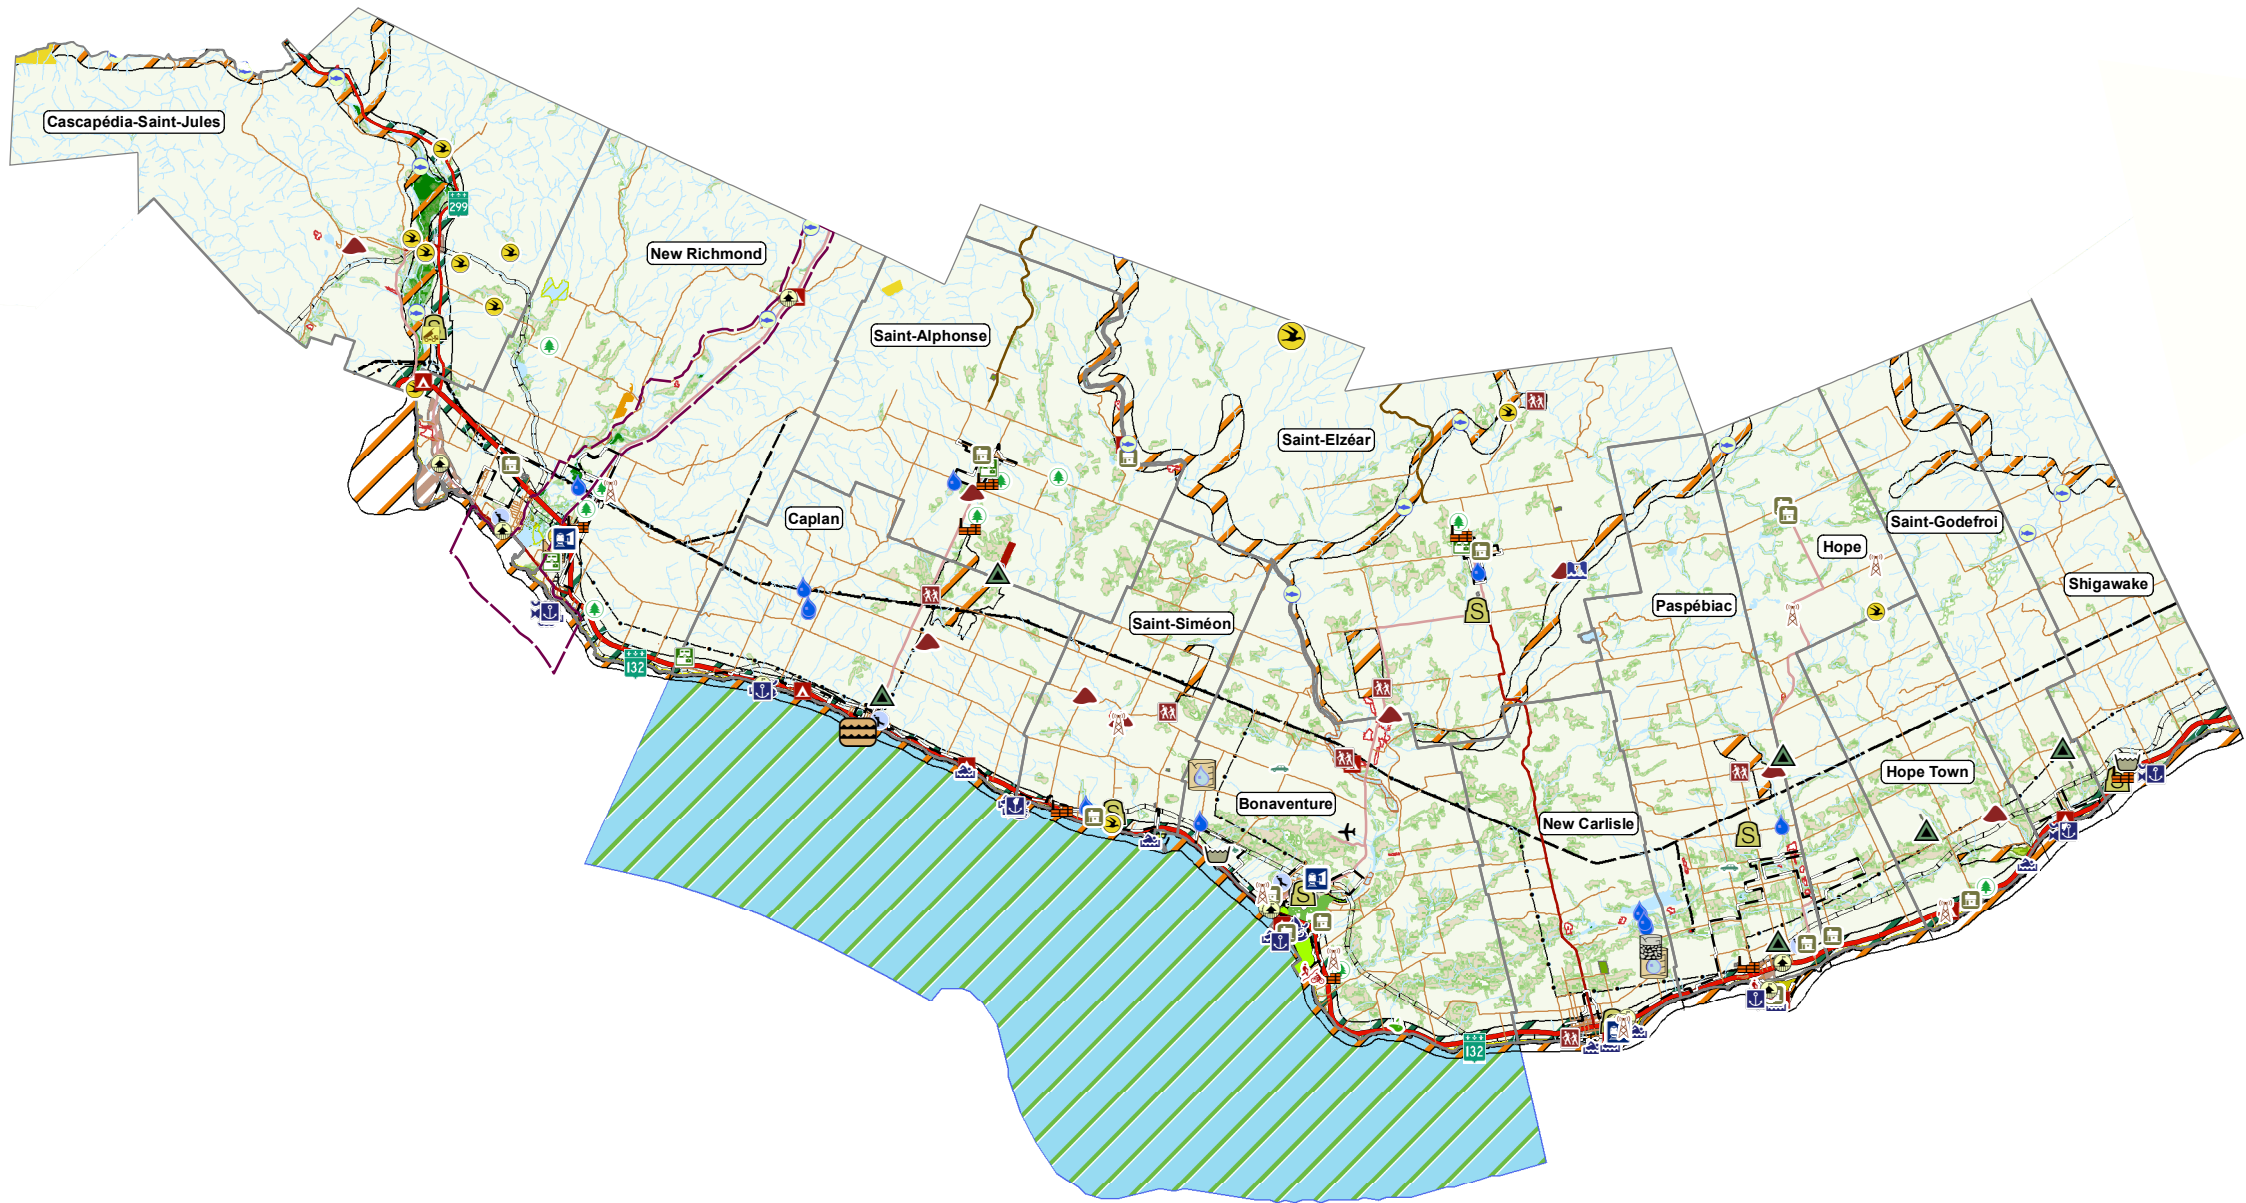 Cascapédia-Saint-Jules
299
New Richmond
Saint-Alphonse
Saint-Elzéar
Caplan
Saint-Godefroi
Hope
Shigawake
Paspébiac
Saint-Siméon
S
S
132
Hope Town
Bonaventure
New Carlisle
S
S
132